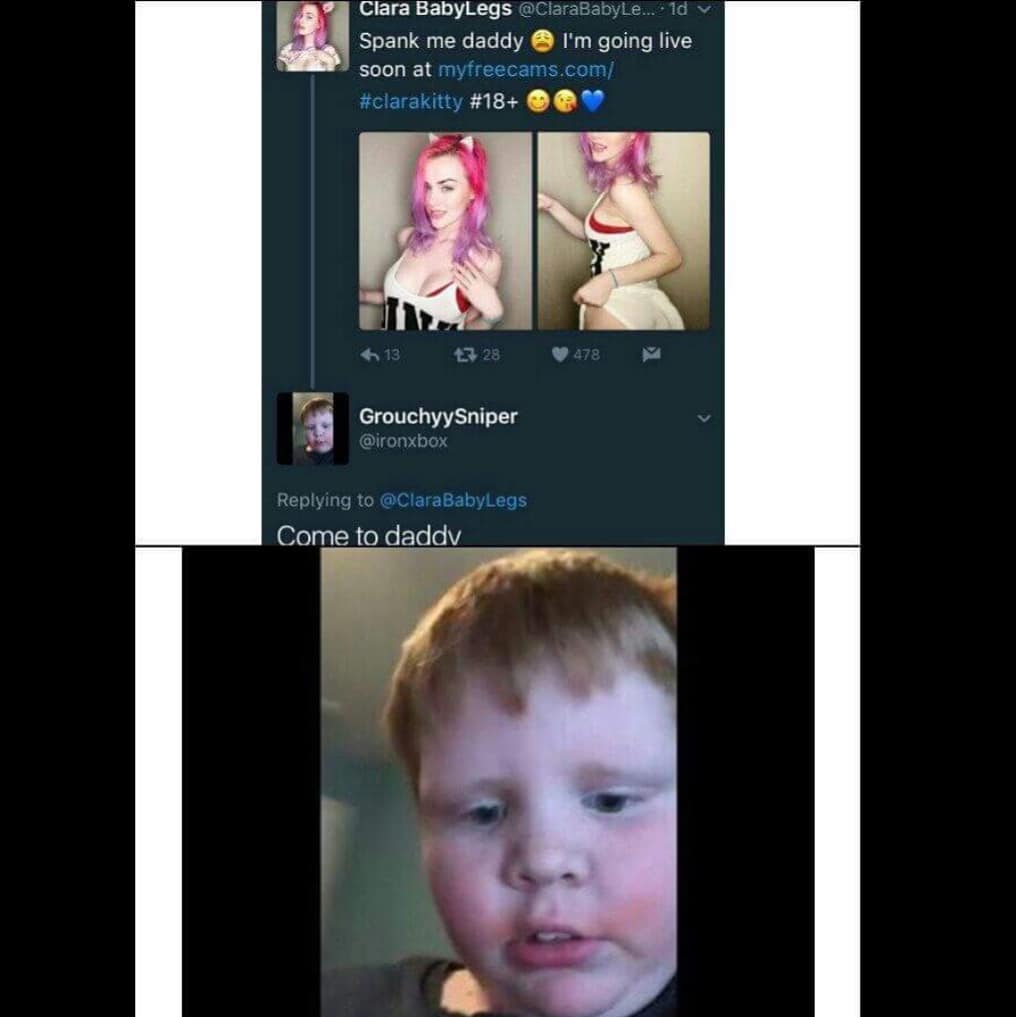 Clara BabyLegs @ClaraBabyLe... · 1d
Spank me daddy 😩 I'm going live
soon at myfreecams.com/
#clarakitty #18+ 😋😘💙
13 28 478
GrouchyySniper
@ironxbox
Replying to @ClaraBabyLegs
Come to daddy